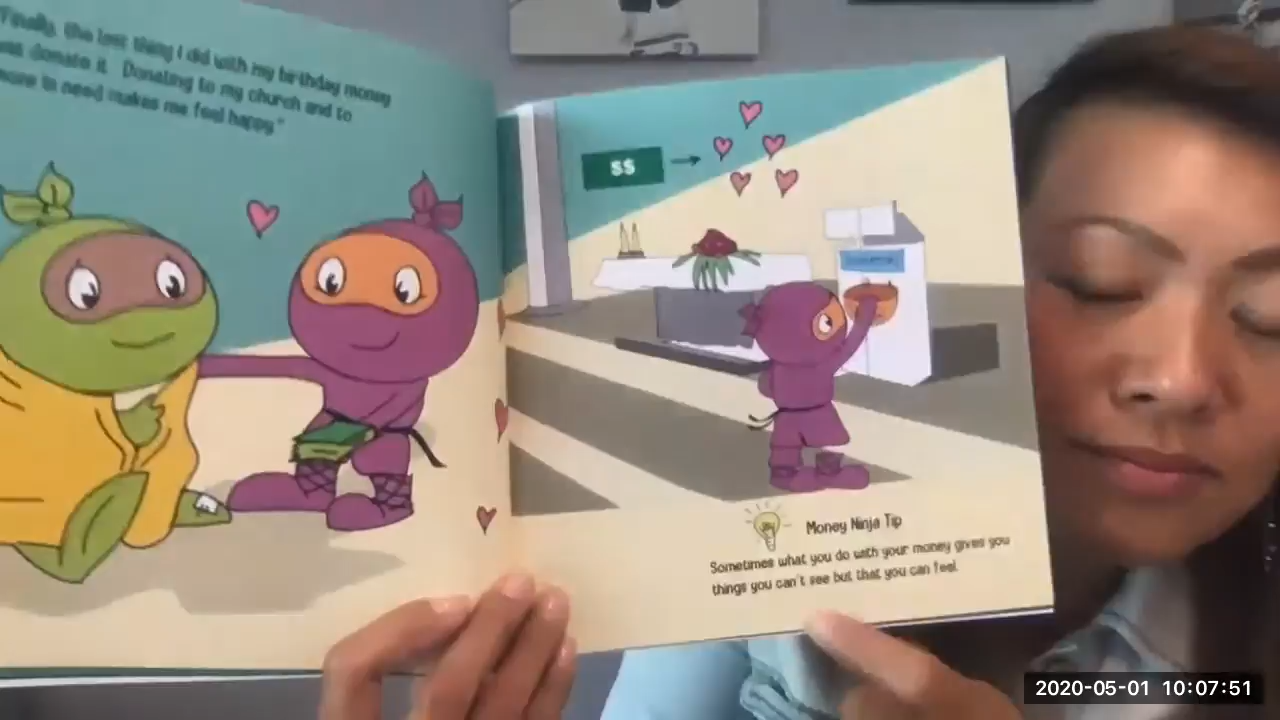 "Finally, the last thing I did with my birthday money
was donate it. Donating to my church and to
more in need makes me feel happy."
$$
Money Ninja Tip
Sometimes what you do with your money gives you
things you can't see but that you can feel.
2020-05-01 10:07:51